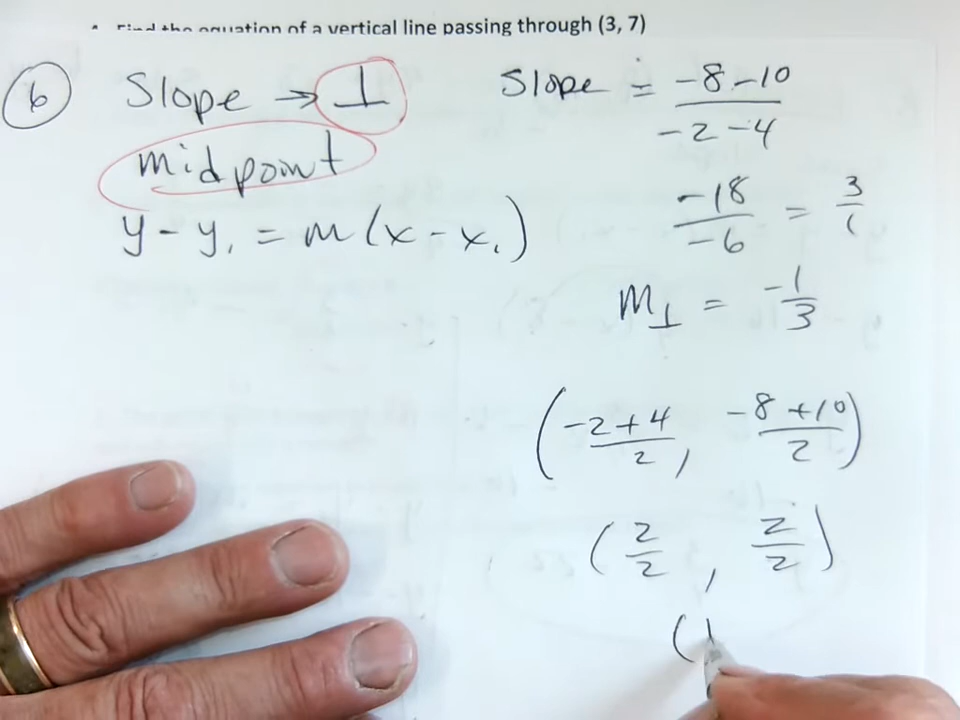 Find the equation of a vertical line passing through (3, 7)
6 Slope → ⊥
midpoint
y - y₁ = m(x - x₁)
Slope = -8 - 10 / -2 - 4
-18 / -6 = 3 / 1
m⊥ = -1/3
(-2 + 4 / 2, -8 + 10 / 2)
(2/2, 2/2)
(1